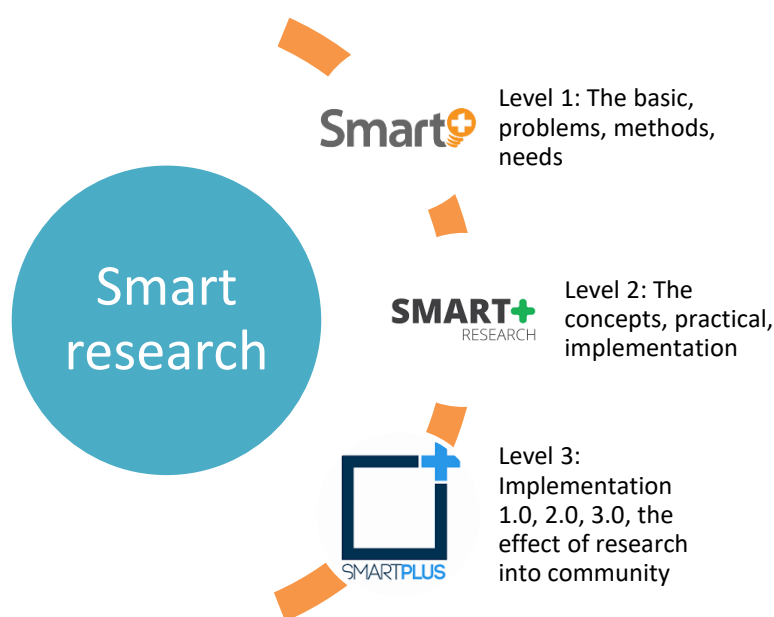 Smart
research
Smart
Level 1: The basic,
problems, methods,
needs
SMART+
RESEARCH
Level 2: The
concepts, practical,
implementation
SMARTPLUS
Level 3:
Implementation
1.0, 2.0, 3.0, the
effect of research
into community